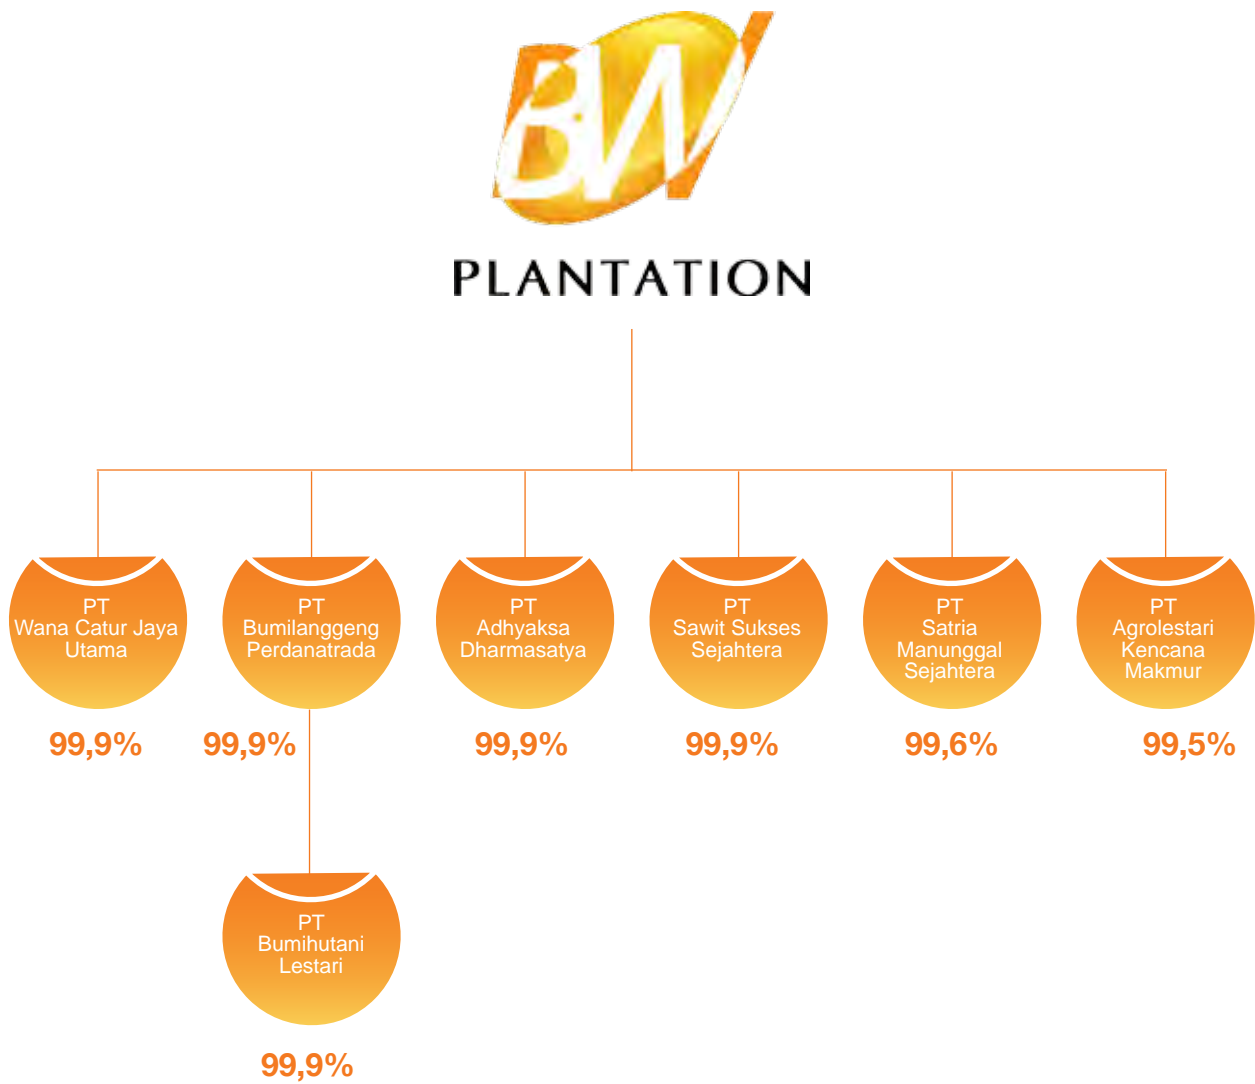 BW
PLANTATION
PT
Wana Catur Jaya
Utama
99,9%
PT
Bumilanggeng
Perdanatrada
99,9%
PT
Adhyaksa
Dharmasatya
99,9%
PT
Sawit Sukses
Sejahtera
99,9%
PT
Satria
Manunggal
Sejahtera
99,6%
PT
Agrolestari
Kencana
Makmur
99,5%
PT
Bumihutani
Lestari
99,9%